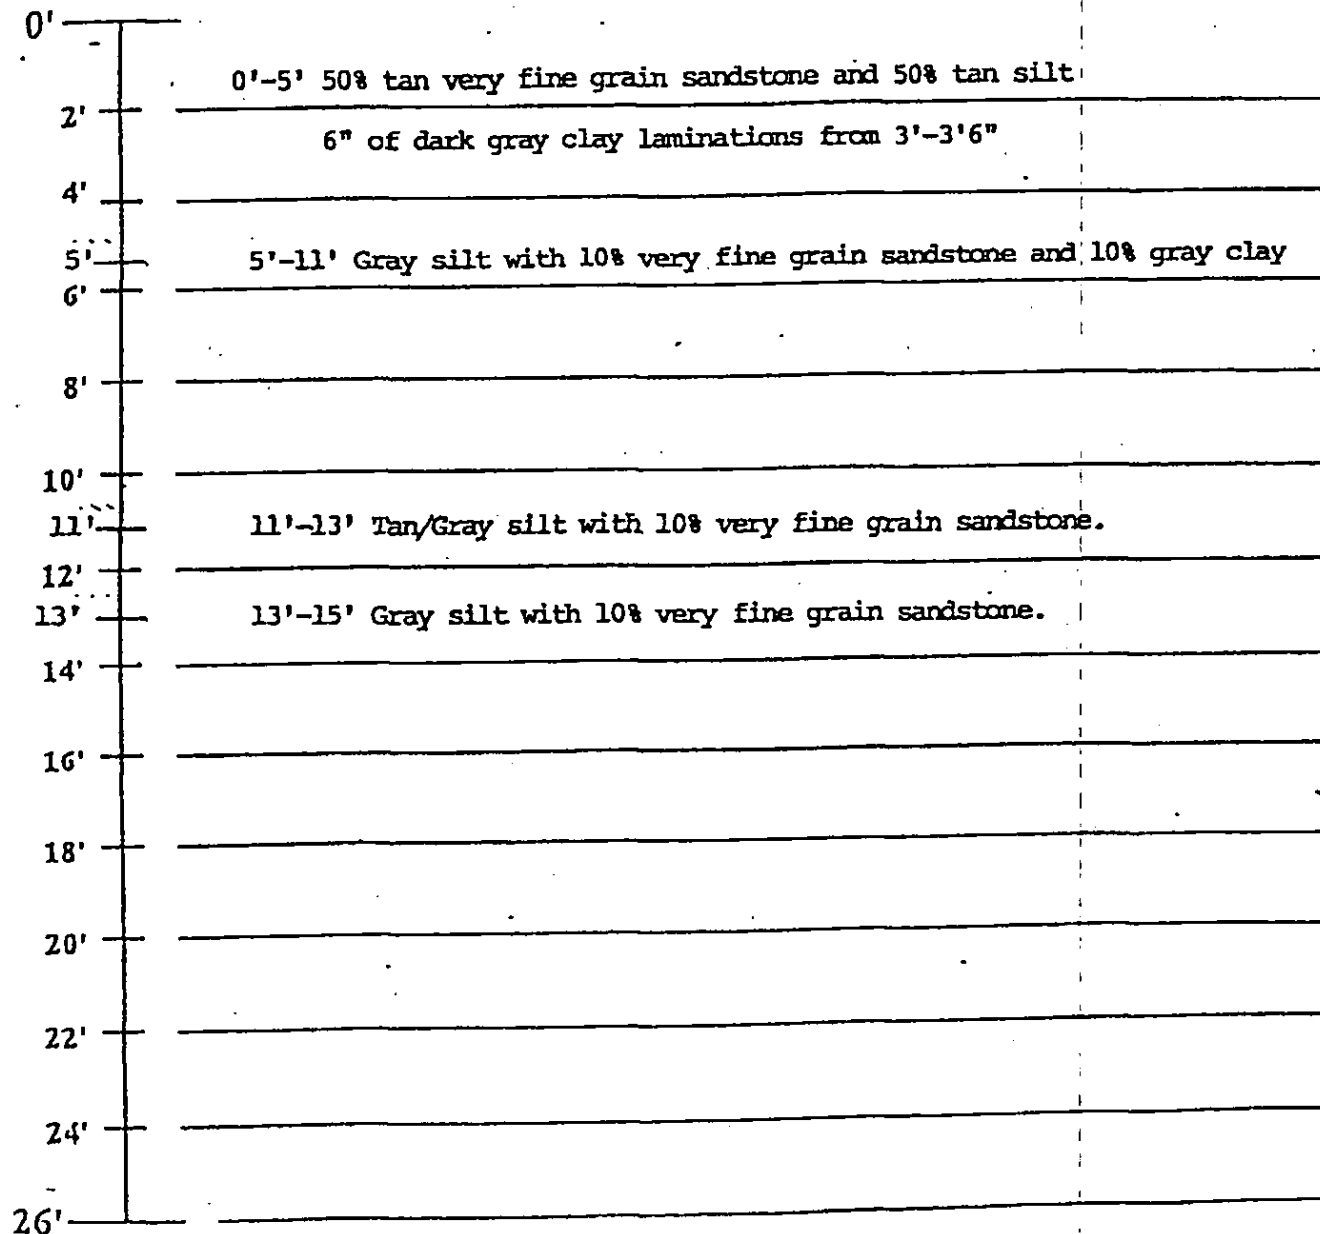 0'
0'-5' 50% tan very fine grain sandstone and 50% tan silt
2'
6" of dark gray clay laminations from 3'-3'6"
4'
5' 5'-11' Gray silt with 10% very fine grain sandstone and 10% gray clay
6'
8'
10'
11' 11'-13' Tan/Gray silt with 10% very fine grain sandstone.
12'
13' 13'-15' Gray silt with 10% very fine grain sandstone.
14'
16'
18'
20'
22'
24'
26'